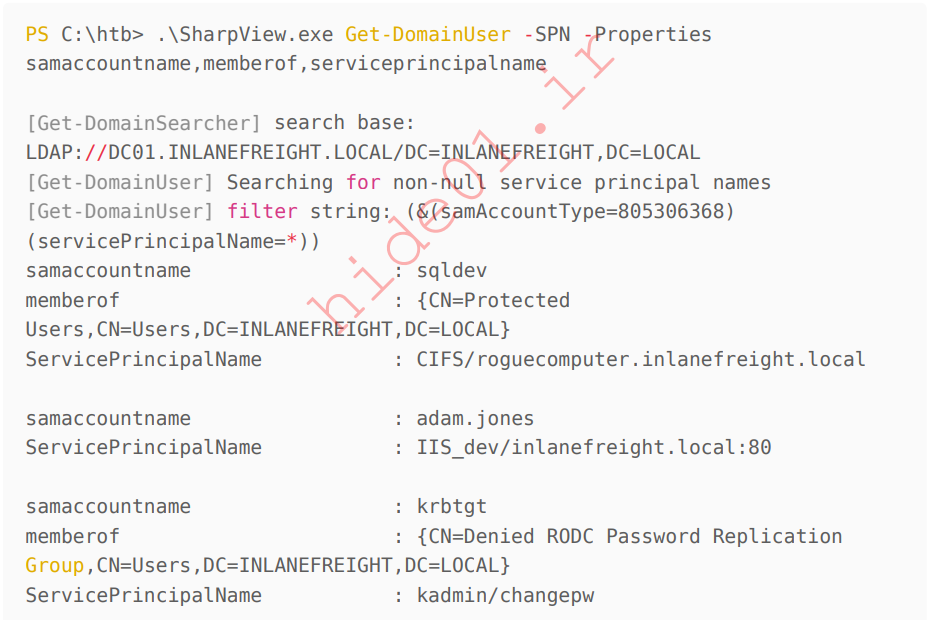 PS C:\htb> .\SharpView.exe Get-DomainUser -SPN -Properties
samaccountname,memberof,serviceprincipalname
[Get-DomainSearcher] search base:
LDAP://DC01.INLANEFREIGHT.LOCAL/DC=INLANEFREIGHT,DC=LOCAL
[Get-DomainUser] Searching for non-null service principal names
[Get-DomainUser] filter string: (&(samAccountType=805306368)
(servicePrincipalName=*))
samaccountname : sqldev
memberof : {CN=Protected
Users,CN=Users,DC=INLANEFREIGHT,DC=LOCAL}
ServicePrincipalName : CIFS/roguecomputer.inlanefreight.local
samaccountname : adam.jones
ServicePrincipalName : IIS_dev/inlanefreight.local:80
samaccountname : krbtgt
memberof : {CN=Denied RODC Password Replication
Group,CN=Users,DC=INLANEFREIGHT,DC=LOCAL}
ServicePrincipalName : kadmin/changepw
hide01.ir